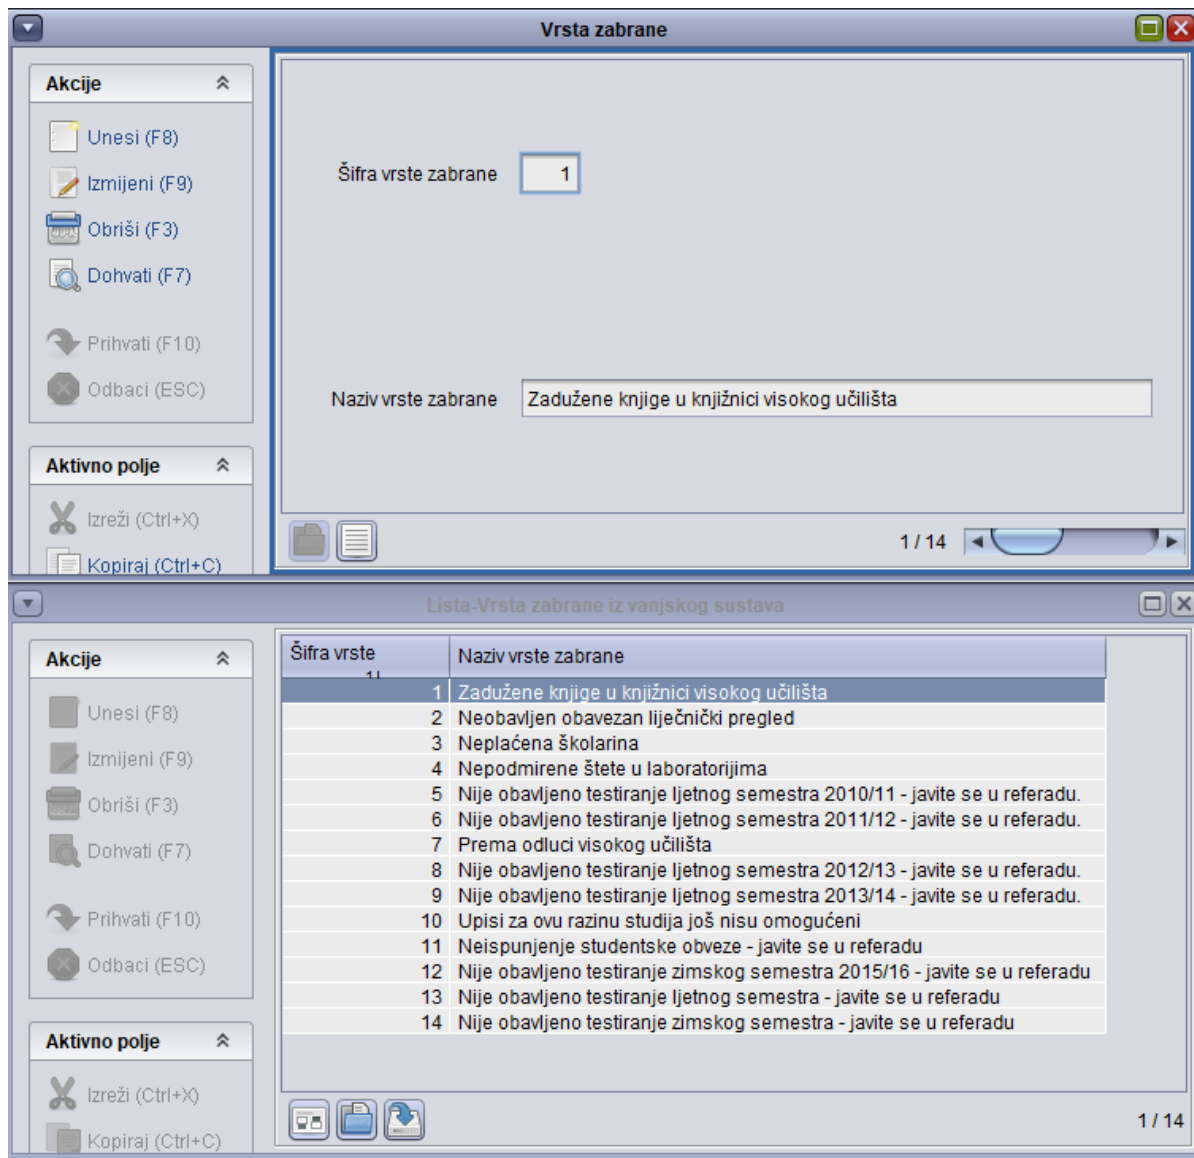 Vrsta zabrane
Akcije
Unesi (F8)
Izmijeni (F9)
Obriši (F3)
Dohvati (F7)
Prihvati (F10)
Odbaci (ESC)
Aktivno polje
Izreži (Ctrl+X)
Kopiraj (Ctrl+C)
Šifra vrste zabrane 1
Naziv vrste zabrane Zadužene knjige u knjižnici visokog učilišta
1 / 14
Lista-Vrsta zabrane iz vanjskog sustava
Akcije
Unesi (F8)
Izmijeni (F9)
Obriši (F3)
Dohvati (F7)
Prihvati (F10)
Odbaci (ESC)
Aktivno polje
Izreži (Ctrl+X)
Kopiraj (Ctrl+C)
Šifra vrste Naziv vrste zabrane
1 Zadužene knjige u knjižnici visokog učilišta
2 Neobavljen obavezan liječnički pregled
3 Neplaćena školarina
4 Nepodmirene štete u laboratorijima
5 Nije obavljeno testiranje ljetnog semestra 2010/11 - javite se u referadu.
6 Nije obavljeno testiranje ljetnog semestra 2011/12 - javite se u referadu.
7 Prema odluci visokog učilišta
8 Nije obavljeno testiranje ljetnog semestra 2012/13 - javite se u referadu.
9 Nije obavljeno testiranje ljetnog semestra 2013/14 - javite se u referadu.
10 Upisi za ovu razinu studija još nisu omogućeni
11 Neispunjenje studentske obveze - javite se u referadu
12 Nije obavljeno testiranje zimskog semestra 2015/16 - javite se u referadu
13 Nije obavljeno testiranje ljetnog semestra - javite se u referadu
14 Nije obavljeno testiranje zimskog semestra - javite se u referadu
1 / 14